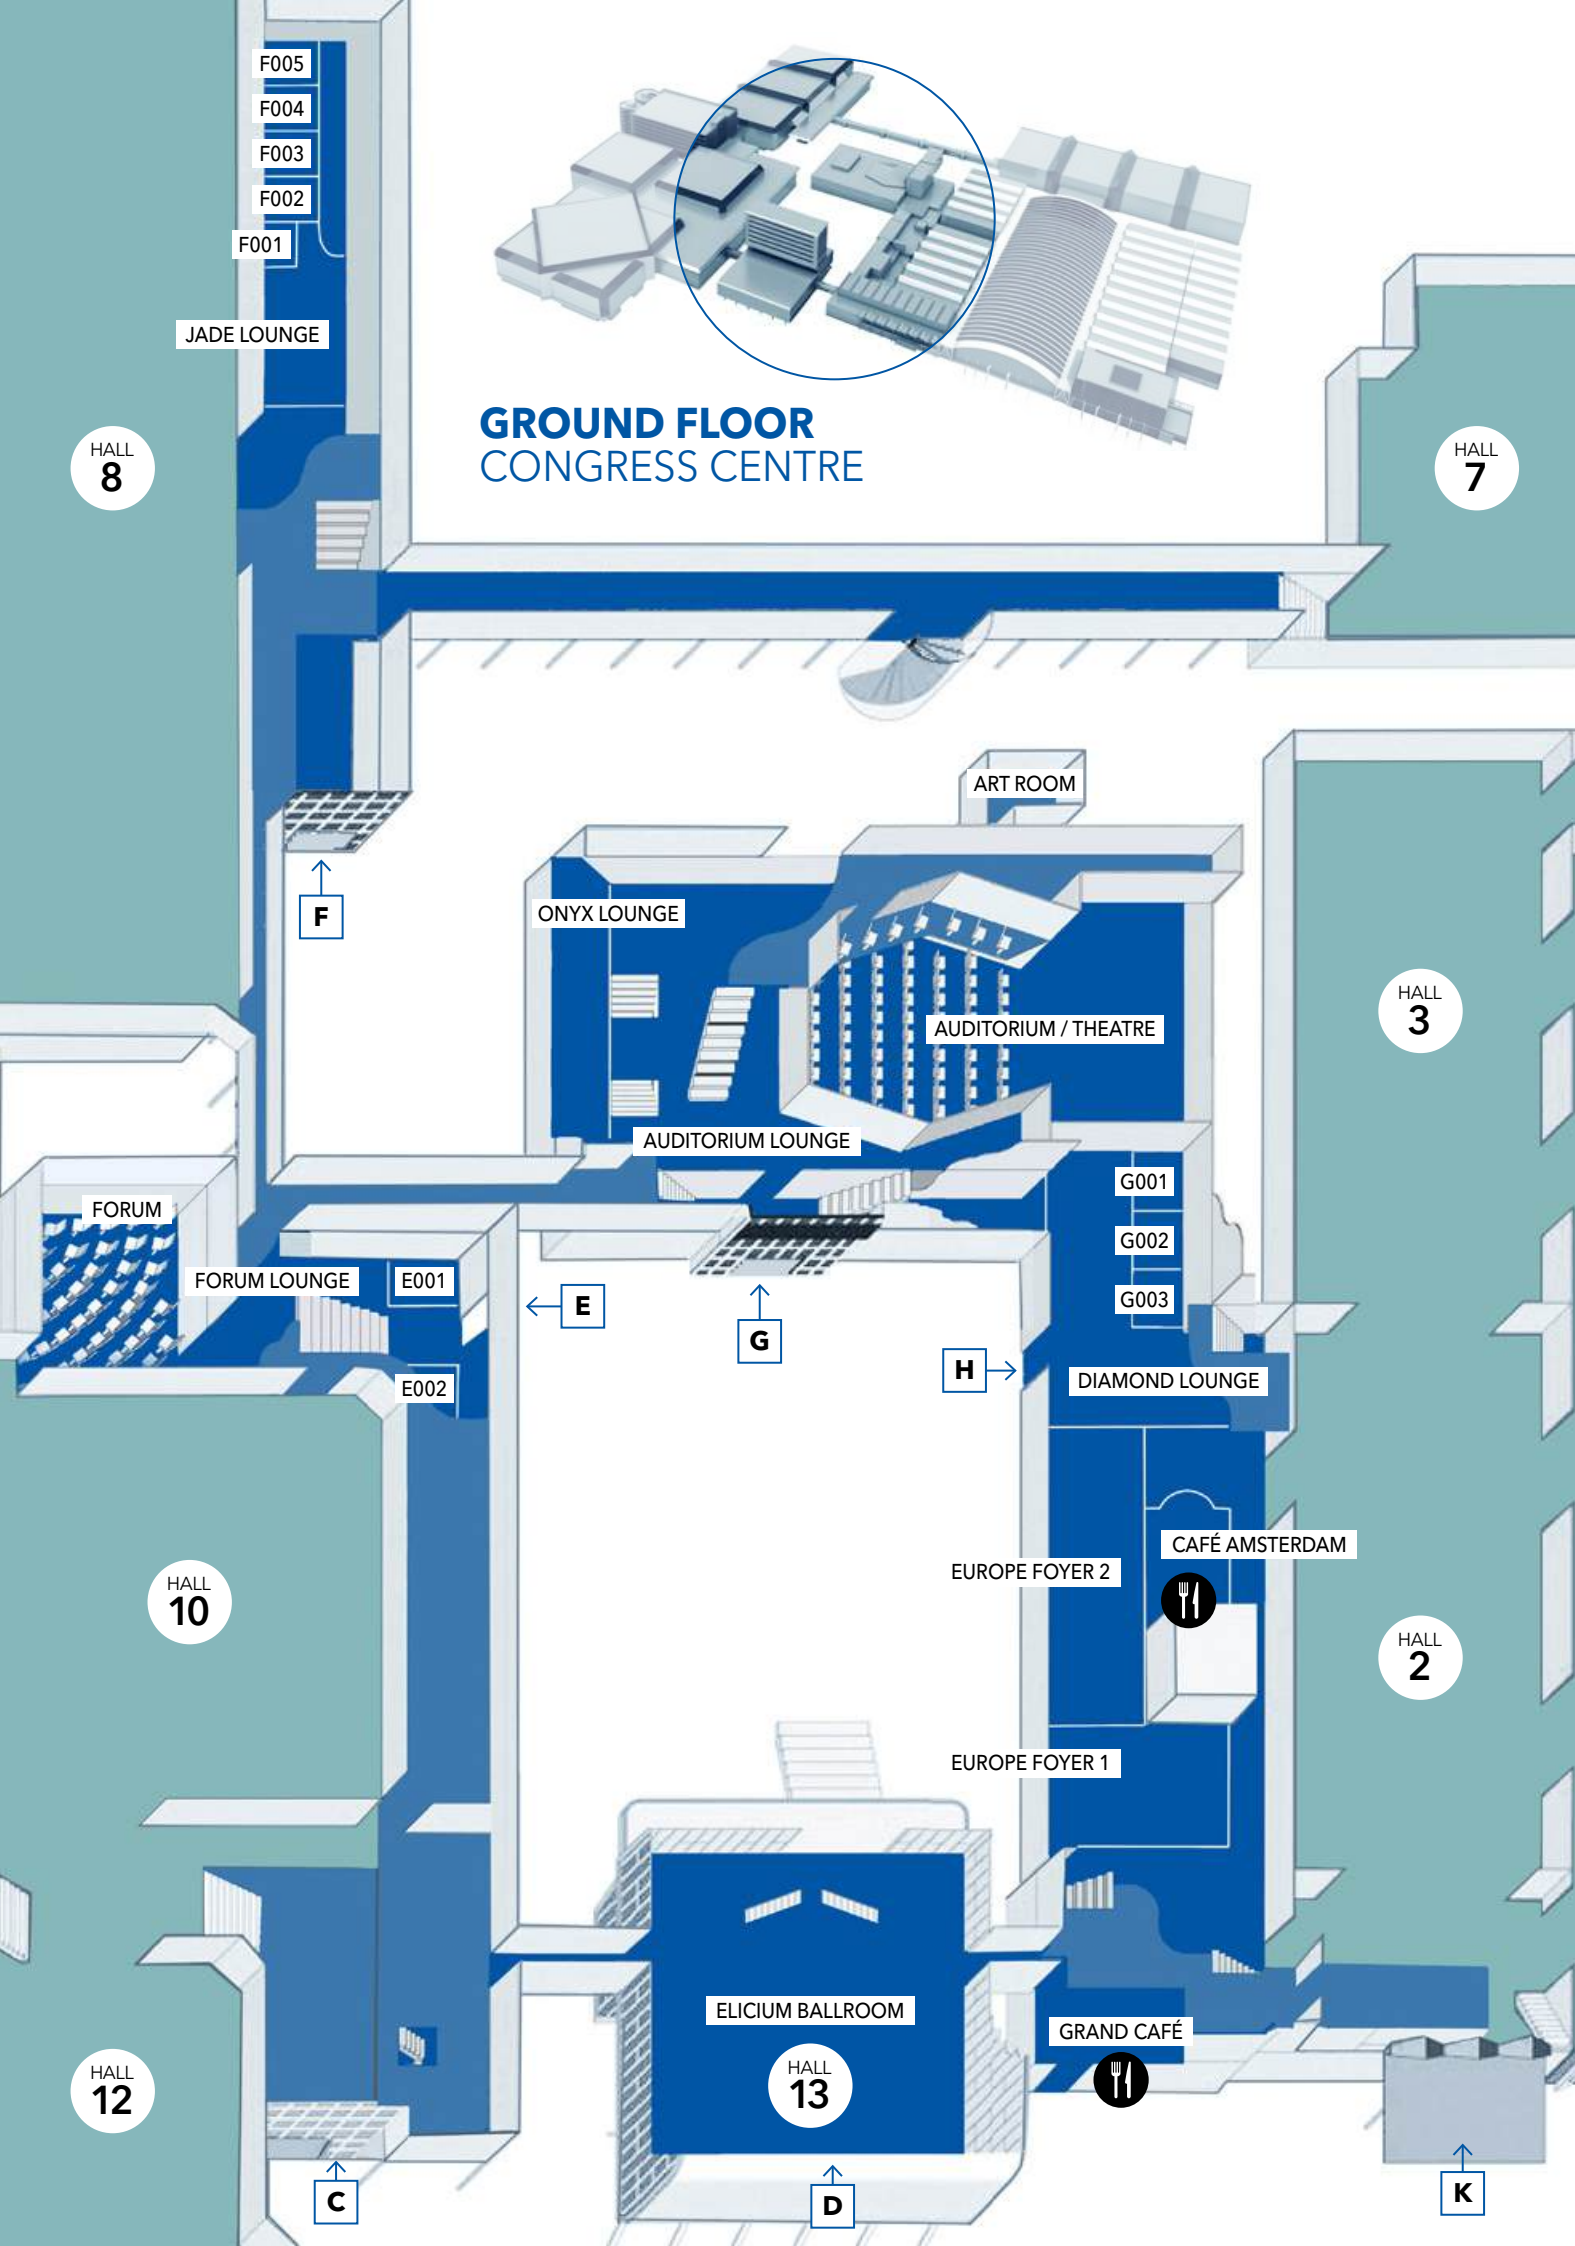 F005
F004
F003
F002
F001
JADE LOUNGE
GROUND FLOOR
CONGRESS CENTRE
HALL
8
HALL
7
ART ROOM
F
ONYX LOUNGE
HALL
3
AUDITORIUM / THEATRE
AUDITORIUM LOUNGE
G001
FORUM
G002
FORUM LOUNGE
E001
E
G003
G
H
DIAMOND LOUNGE
E002
CAFÉ AMSTERDAM
EUROPE FOYER 2
HALL
10
HALL
2
EUROPE FOYER 1
ELICIUM BALLROOM
GRAND CAFÉ
HALL
12
HALL
13
C
D
K